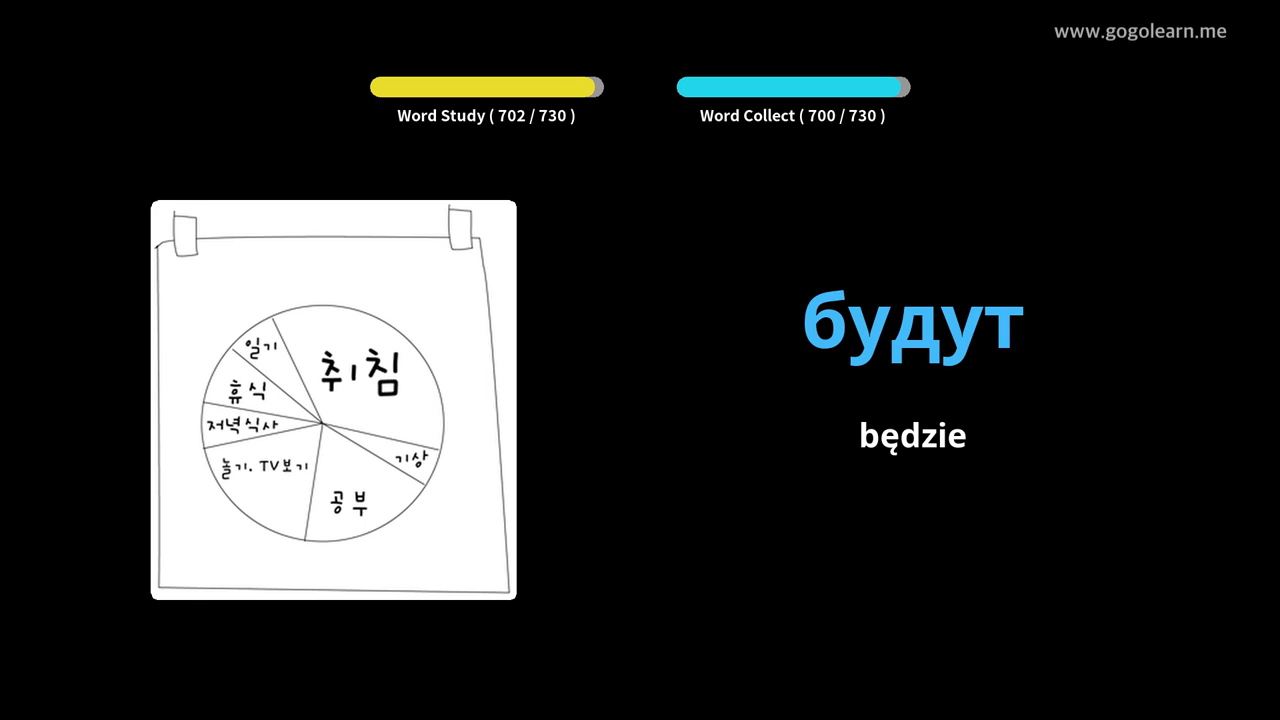 www.gogolearn.me
Word Study ( 702 / 730 )
Word Collect ( 700 / 730 )
일기
취침
휴식
저녁식사
놀기. TV보기
기상
공부
будут
będzie